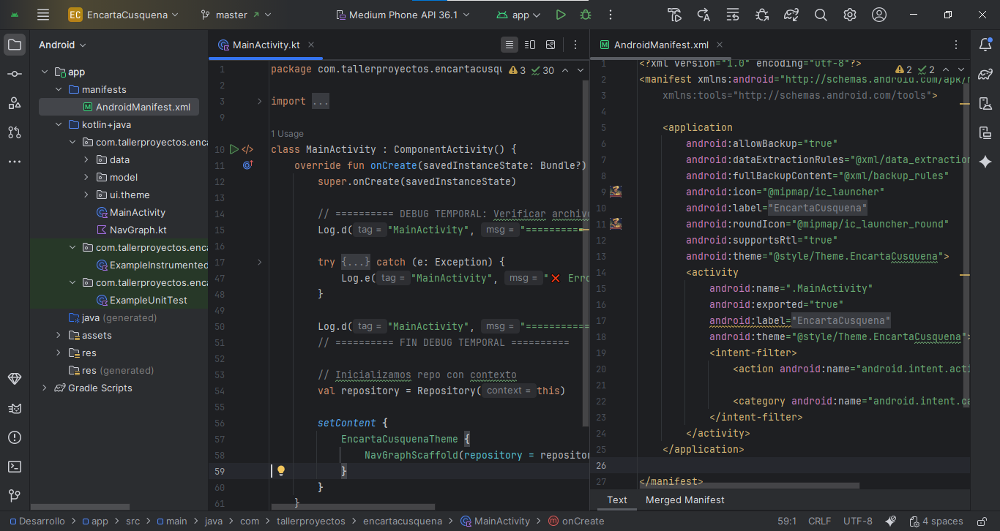 EC EncartaCusquena master Medium Phone API 36.1 app
Android
app
manifests
AndroidManifest.xml
kotlin+java
com.tallerproyectos.enca
data
model
ui.theme
MainActivity
NavGraph.kt
com.tallerproyectos.enca
ExampleInstrumented
com.tallerproyectos.enca
ExampleUnitTest
java (generated)
assets
res
res (generated)
Gradle Scripts
MainActivity.kt
3 30
1 package com.tallerproyectos.encartacusqu
2
3 import ...
9
1 Usage
10 class MainActivity : ComponentActivity() {
11 override fun onCreate(savedInstanceState: Bundle?)
12 super.onCreate(savedInstanceState)
13
14 // ========== DEBUG TEMPORAL: Verificar archivo
15 Log.d( tag = "MainActivity", msg = "==========
16
17 try {...} catch (e: Exception) {
47 Log.e( tag = "MainActivity", msg = "❌ Erro
48 }
49
50 Log.d( tag = "MainActivity", msg = "===========
51 // ========== FIN DEBUG TEMPORAL ==========
52
53 // Inicializamos repo con contexto
54 val repository = Repository( context = this)
55
56 setContent {
57 EncartaCusquenaTheme {
58 NavGraphScaffold(repository = repositor
59 }
60 }
61 }
AndroidManifest.xml
2 2
1 <?xml version="1.0" encoding="utf-8"?>
2 <manifest xmlns:android="http://schemas.android.com/apk/r
3 xmlns:tools="http://schemas.android.com/tools">
4
5 <application
6 android:allowBackup="true"
7 android:dataExtractionRules="@xml/data_extraction
8 android:fullBackupContent="@xml/backup_rules"
9 android:icon="@mipmap/ic_launcher"
10 android:label="EncartaCusquena"
11 android:roundIcon="@mipmap/ic_launcher_round"
12 android:supportsRtl="true"
13 android:theme="@style/Theme.EncartaCusquena">
14 <activity
15 android:name=".MainActivity"
16 android:exported="true"
17 android:label="EncartaCusquena"
18 android:theme="@style/Theme.EncartaCusquena">
19 <intent-filter>
20 <action android:name="android.intent.acti
21
22 <category android:name="android.intent.ca
23 </intent-filter>
24 </activity>
25 </application>
26
27 </manifest>
Text Merged Manifest
Desarrollo > app > src > main > java > com > tallerproyectos > encartacusquena > MainActivity > onCreate 59:1 CRLF UTF-8 4 spaces